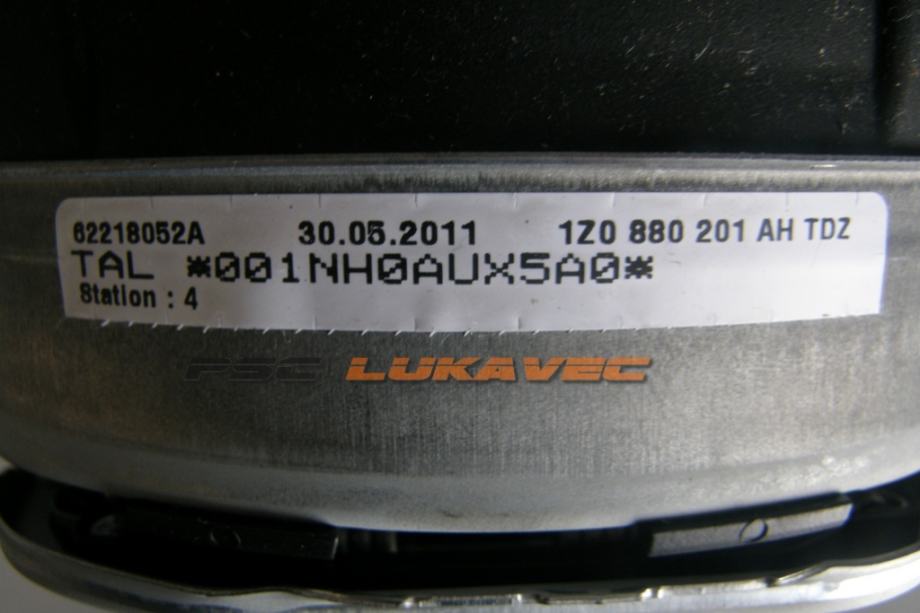 62218052A 30.05.2011 1Z0 880 201 AH TDZ
TAL *001NH0AUX5A0*
Station : 4
PSC LUKAVEC